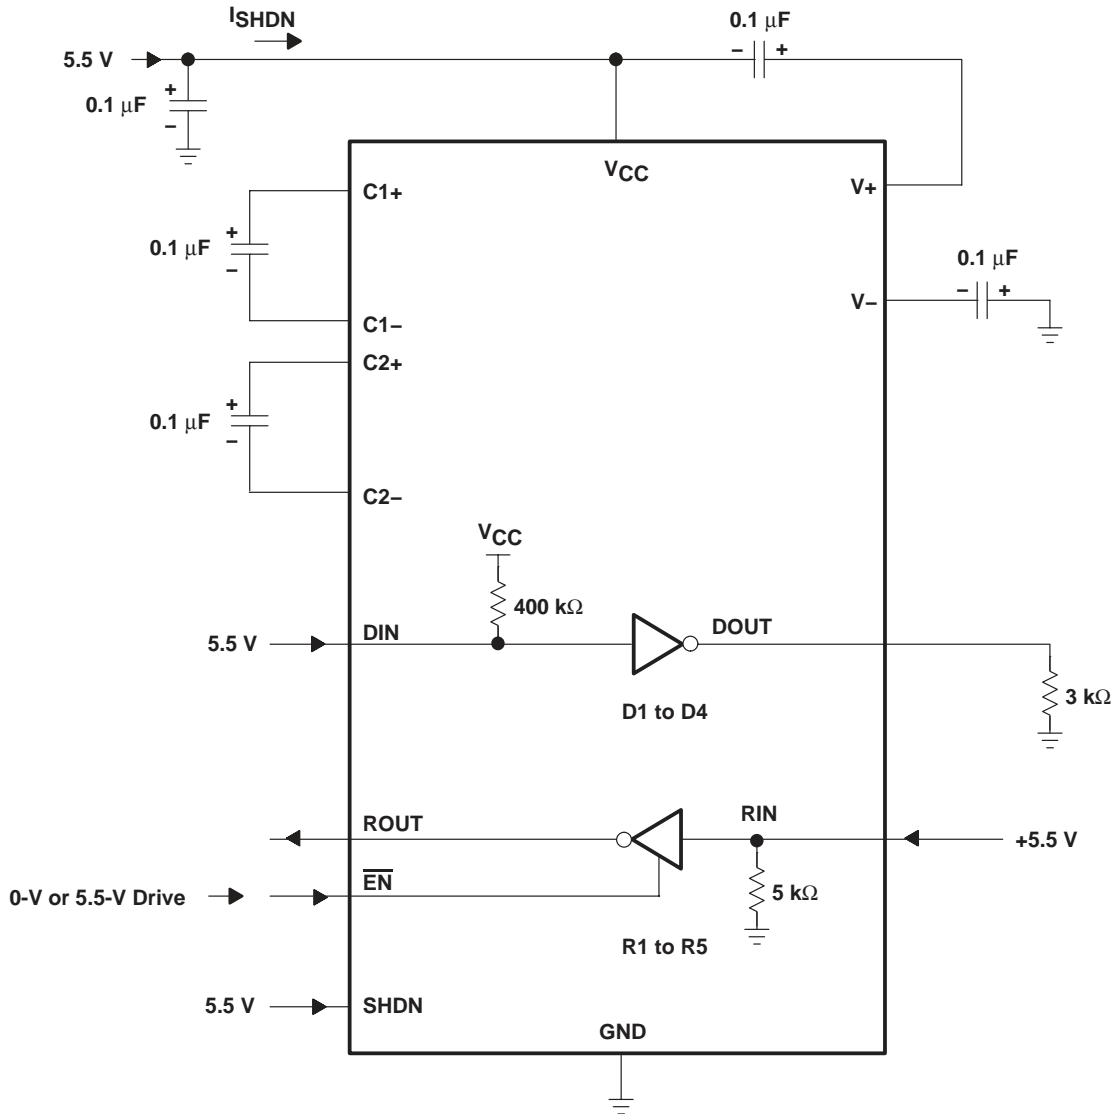 I_SHDN
5.5 V
0.1 μF
+
−
0.1 μF
− +
VCC
C1+
V+
0.1 μF
+
−
0.1 μF
− +
V−
C1−
C2+
0.1 μF
+
−
C2−
VCC
400 kΩ
5.5 V
DIN
DOUT
D1 to D4
3 kΩ
ROUT
RIN
+5.5 V
0-V or 5.5-V Drive
E̅N̅
5 kΩ
R1 to R5
5.5 V
SHDN
GND